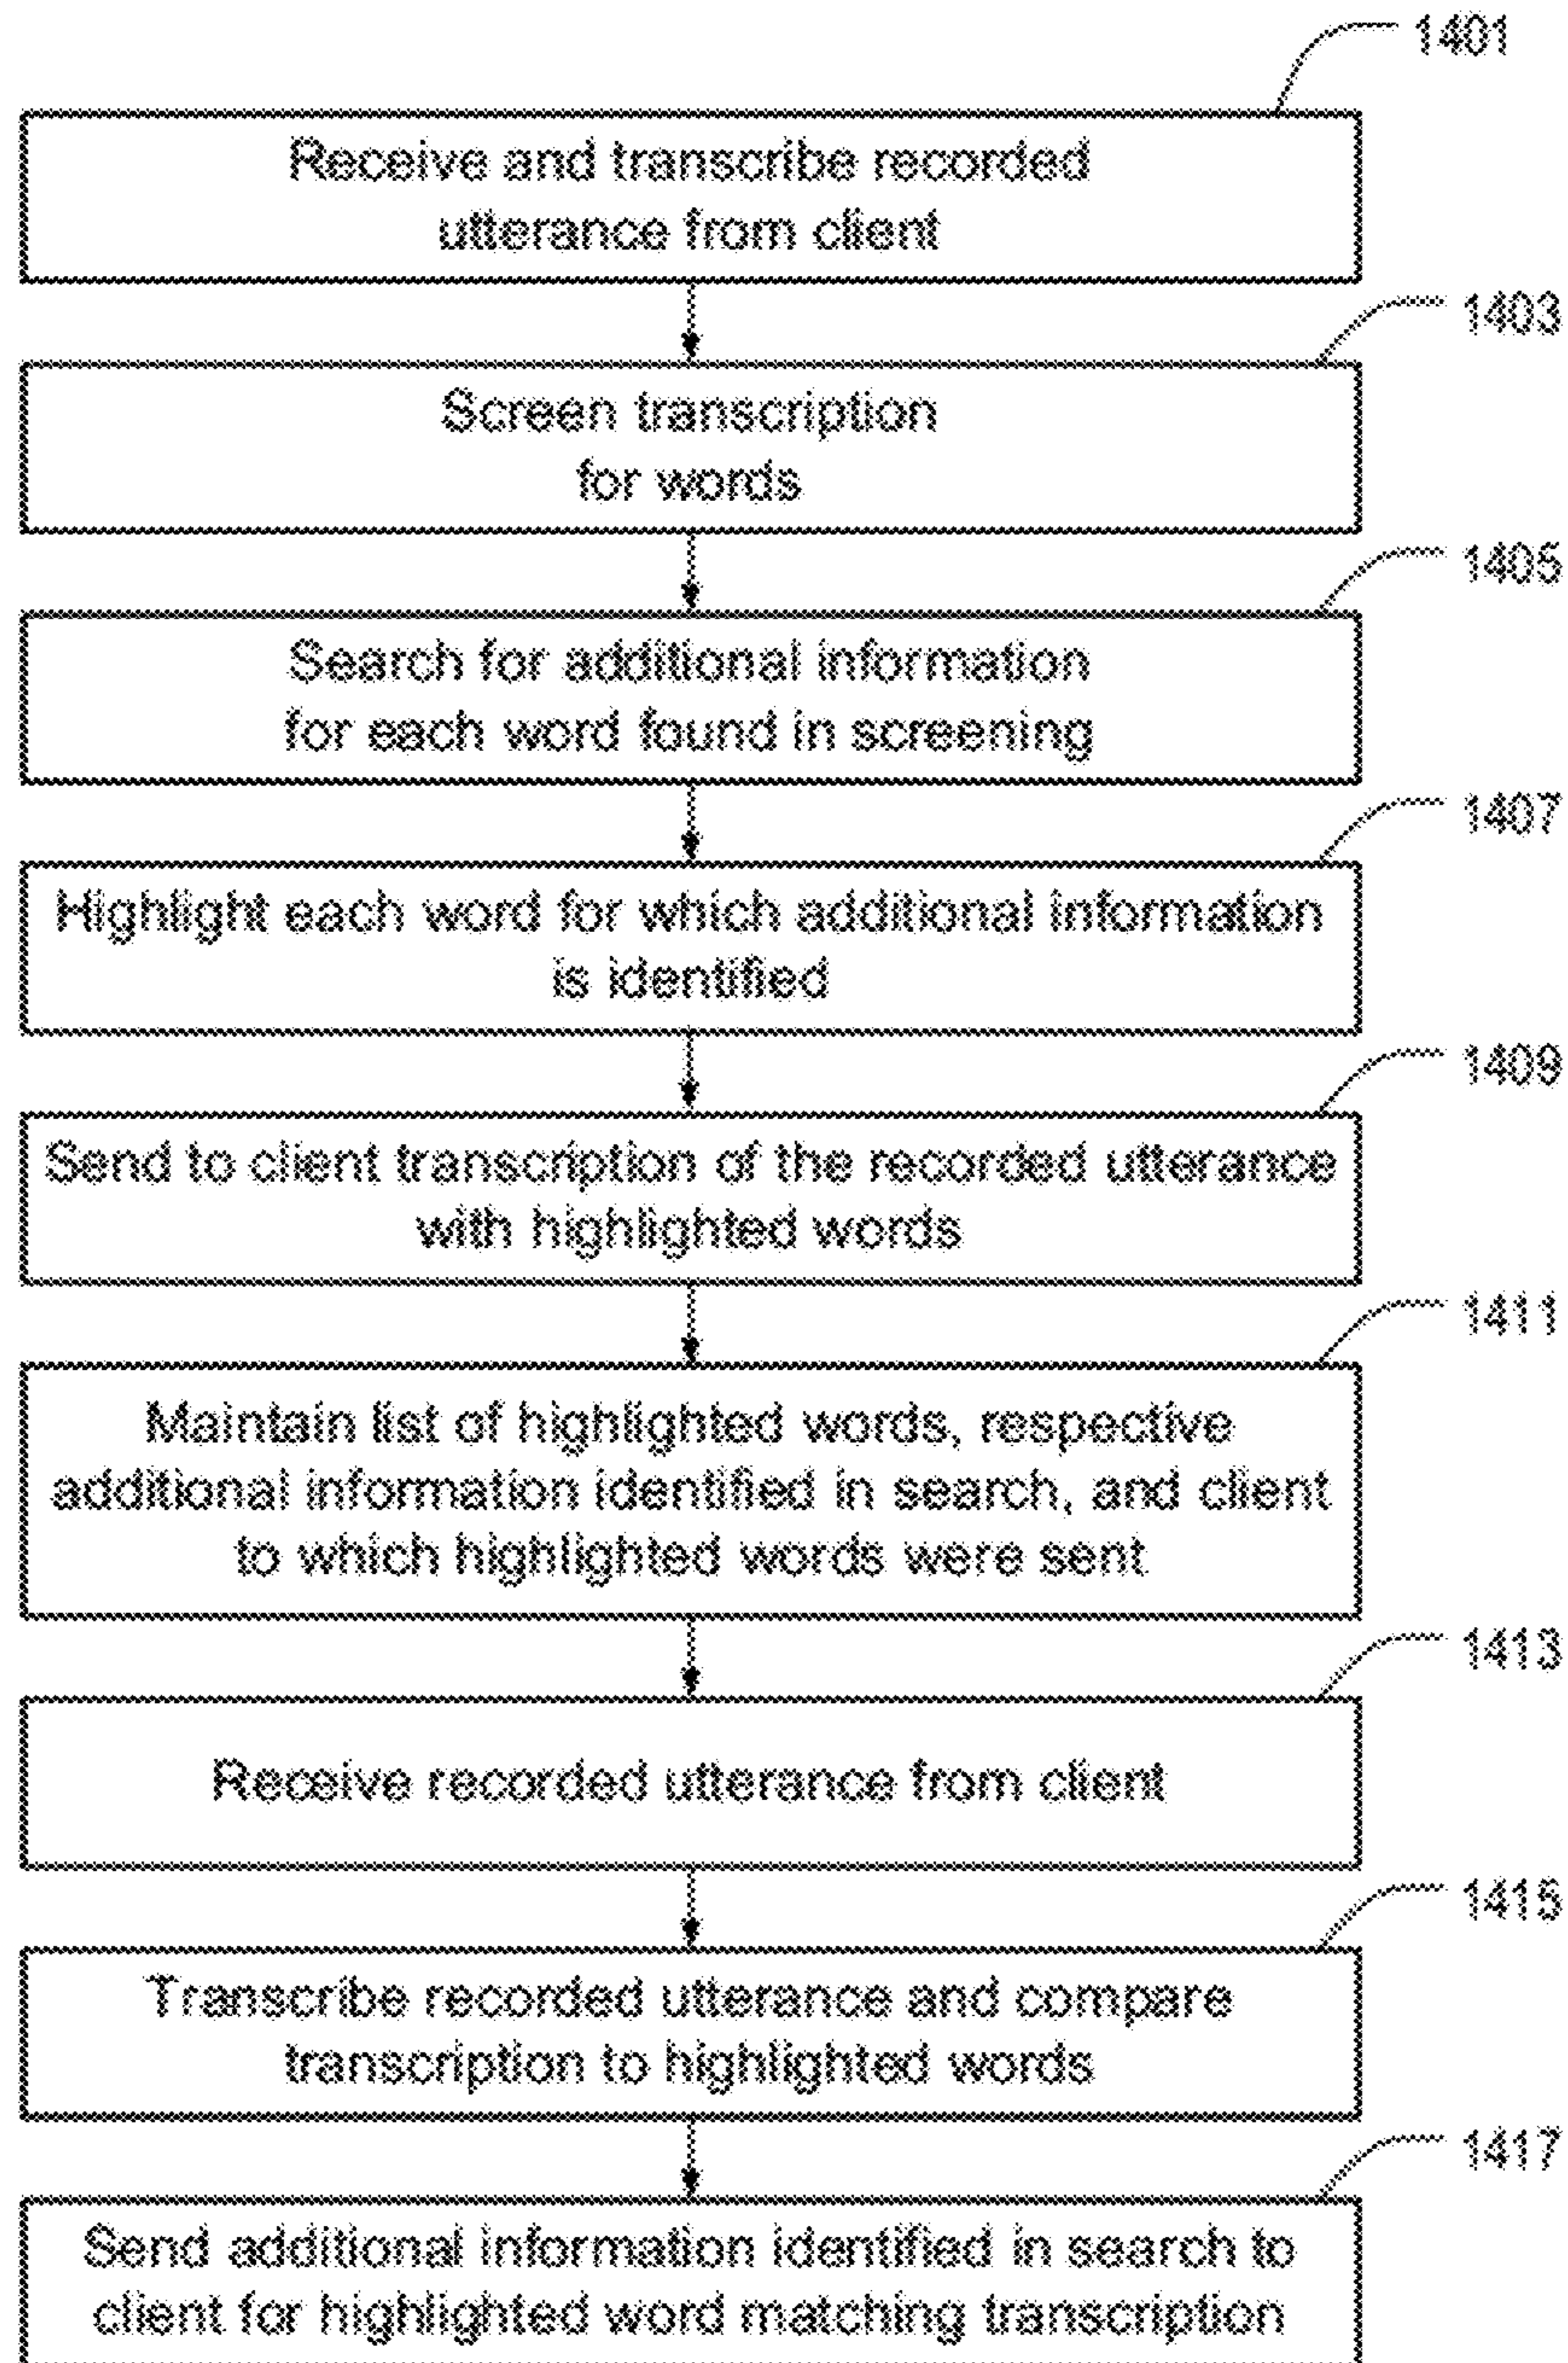 1401
Receive and transcribe recorded
utterance from client
1403
Screen transcription
for words
1405
Search for additional information
for each word found in screening
1407
Highlight each word for which additional information
is identified
1409
Send to client transcription of the recorded utterance
with highlighted words
1411
Maintain list of highlighted words, respective
additional information identified in search, and client
to which highlighted words were sent
1413
Receive recorded utterance from client
1415
Transcribe recorded utterance and compare
transcription to highlighted words
1417
Send additional information identified in search to
client for highlighted word matching transcription